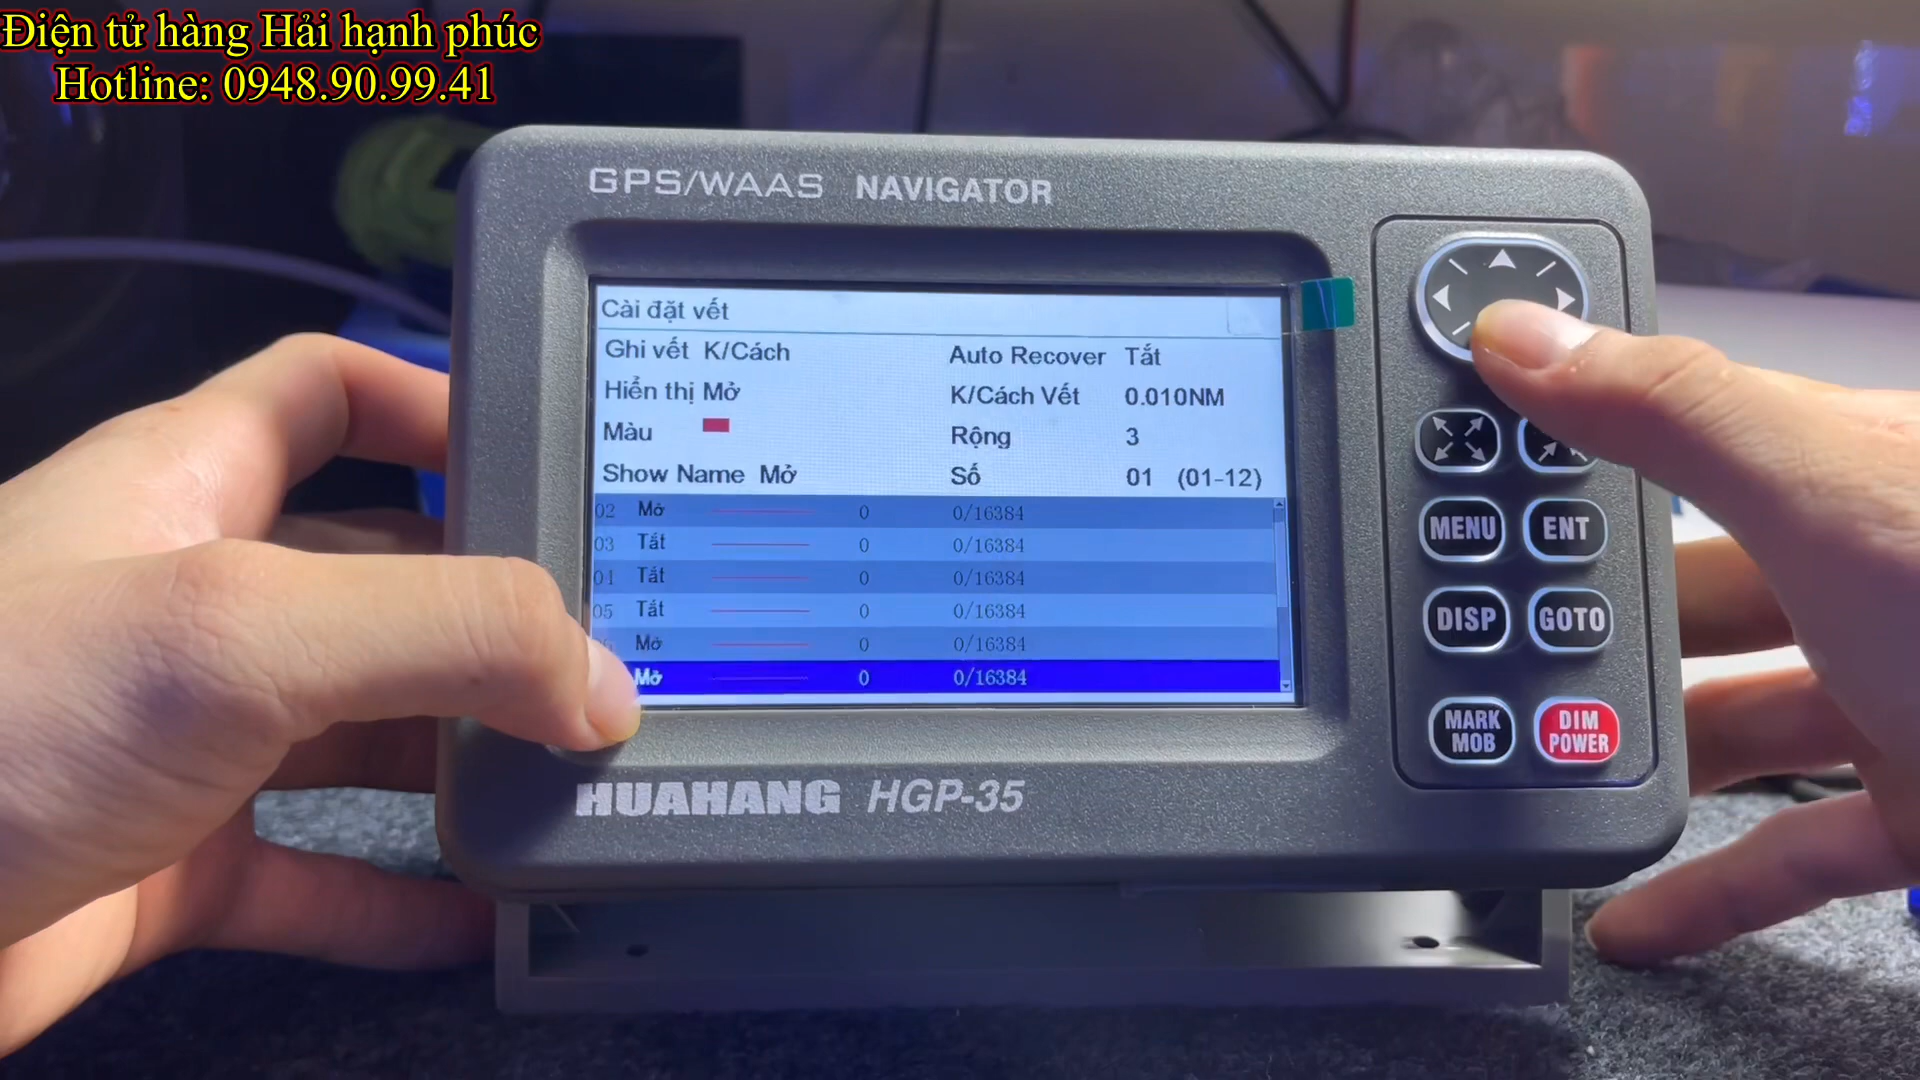 Điện tử hàng Hải hạnh phúc
Hotline: 0948.90.99.41
GPS/WAAS NAVIGATOR
Cài đặt vết
Ghi vết K/Cách Auto Recover Tắt
Hiển thị Mở K/Cách Vết 0.010NM
Màu Rộng 3
Show Name Mở Số 01 (01-12)
02 Mở 0 0/16384
03 Tắt 0 0/16384
04 Tắt 0 0/16384
05 Tắt 0 0/16384
Mở 0 0/16384
Mở 0 0/16384
MENU ENT
DISP GOTO
MARK MOB
DIM POWER
HUAHANG HGP-35